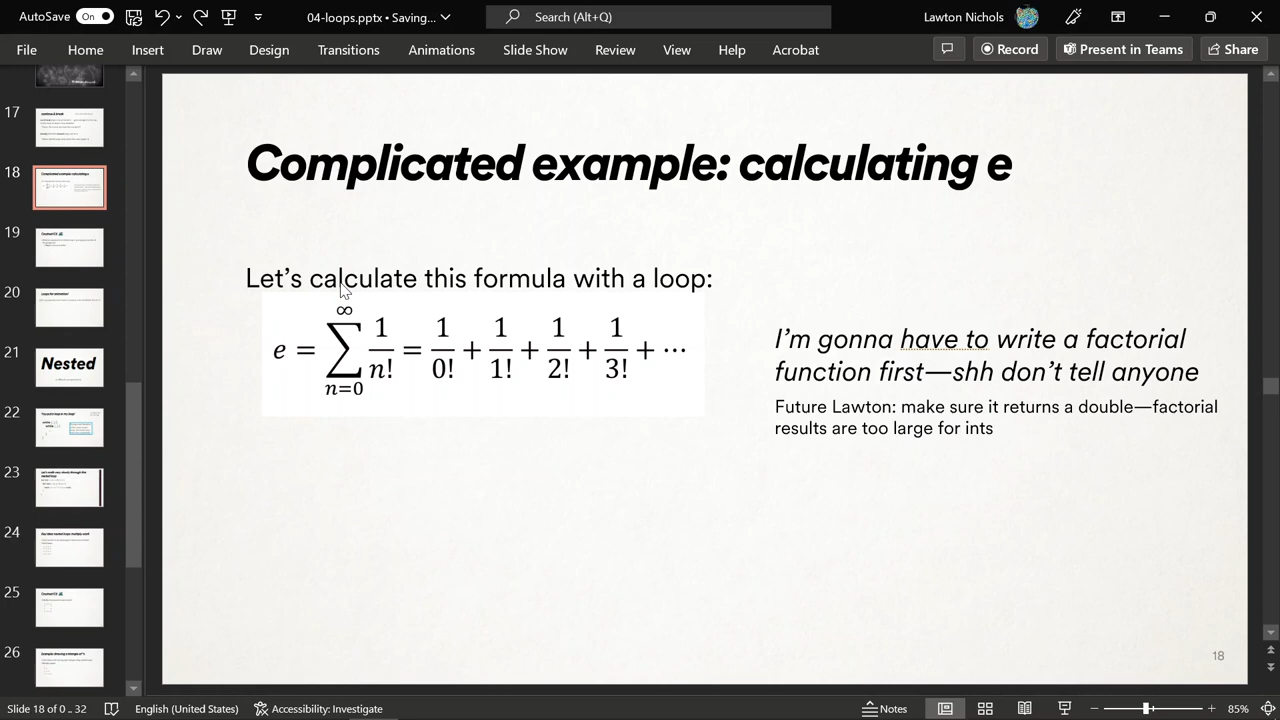 AutoSave On 04-loops.pptx • Saving... Search (Alt+Q) Lawton Nichols
File Home Insert Draw Design Transitions Animations Slide Show Review View Help Acrobat Record Present in Teams Share
17
18
19
20
21
Nested
22
23
24
25
26
Complicated example: calculating e
Let's calculate this formula with a loop:
e = ∞ ∑ n=0 1/n! = 1/0! + 1/1! + 1/2! + 1/3! + ⋯
I'm gonna have to write a factorial
function first—shh don't tell anyone
Future Lawton: make sure it returns a double—factorial
results are too large for ints
18
Slide 18 of 0 .. 32 English (United States) Accessibility: Investigate Notes 85%